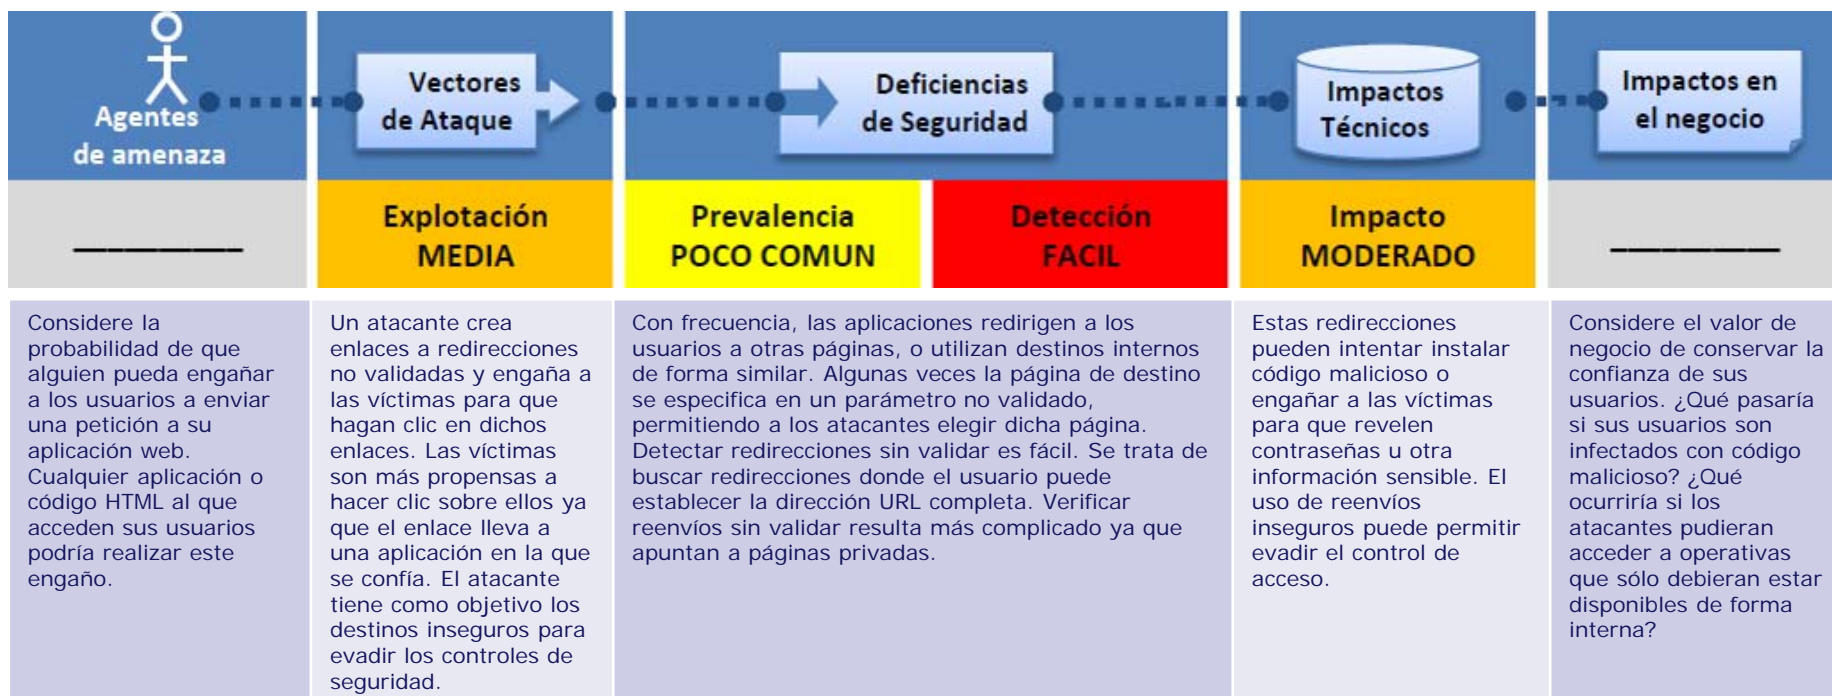 Agentes
de amenaza
Vectores
de Ataque
Deficiencias
de Seguridad
Impactos
Técnicos
Impactos en
el negocio
Explotación
MEDIA
Prevalencia
POCO COMUN
Detección
FACIL
Impacto
MODERADO
Considere la
probabilidad de que
alguien pueda engañar
a los usuarios a enviar
una petición a su
aplicación web.
Cualquier aplicación o
código HTML al que
acceden sus usuarios
podría realizar este
engaño.
Un atacante crea
enlaces a redirecciones
no validadas y engaña a
las víctimas para que
hagan clic en dichos
enlaces. Las víctimas
son más propensas a
hacer clic sobre ellos ya
que el enlace lleva a
una aplicación en la que
se confía. El atacante
tiene como objetivo los
destinos inseguros para
evadir los controles de
seguridad.
Con frecuencia, las aplicaciones redirigen a los
usuarios a otras páginas, o utilizan destinos internos
de forma similar. Algunas veces la página de destino
se especifica en un parámetro no validado,
permitiendo a los atacantes elegir dicha página.
Detectar redirecciones sin validar es fácil. Se trata de
buscar redirecciones donde el usuario puede
establecer la dirección URL completa. Verificar
reenvíos sin validar resulta más complicado ya que
apuntan a páginas privadas.
Estas redirecciones
pueden intentar instalar
código malicioso o
engañar a las víctimas
para que revelen
contraseñas u otra
información sensible. El
uso de reenvíos
inseguros puede permitir
evadir el control de
acceso.
Considere el valor de
negocio de conservar la
confianza de sus
usuarios. ¿Qué pasaría
si sus usuarios son
infectados con código
malicioso? ¿Qué
ocurriría si los
atacantes pudieran
acceder a operativas
que sólo debieran estar
disponibles de forma
interna?